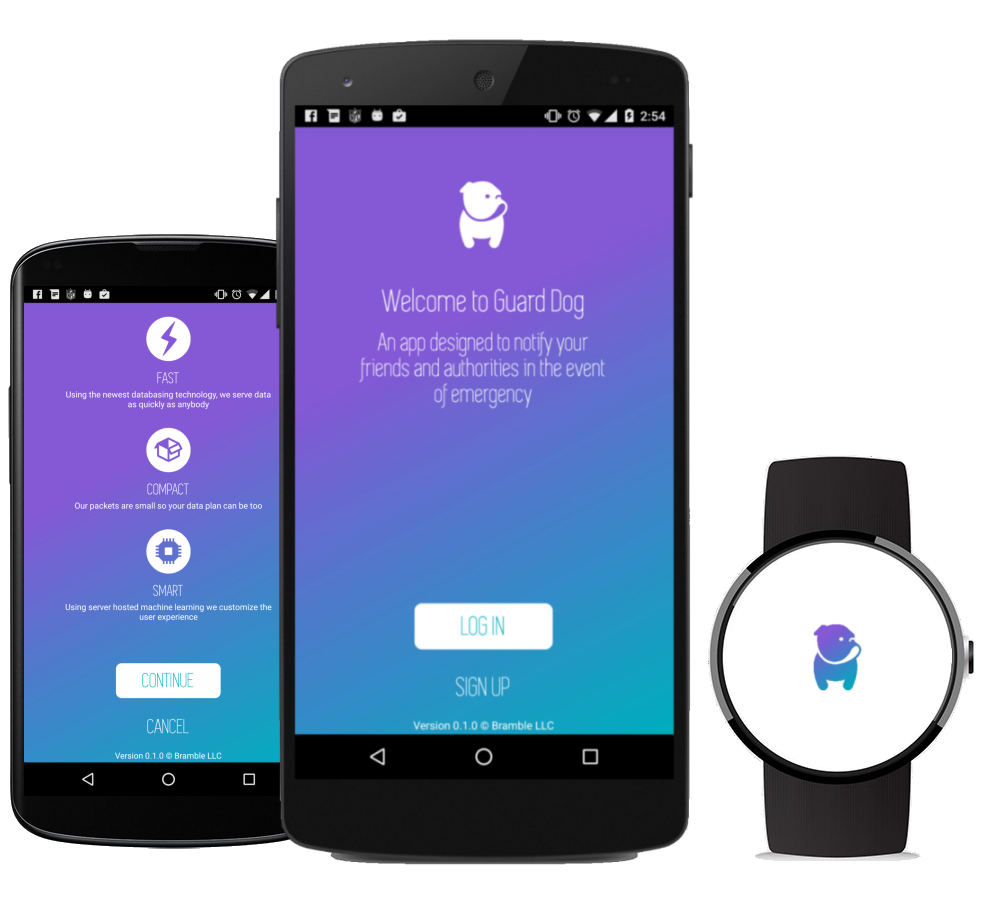 2:54
Welcome to Guard Dog
An app designed to notify your
friends and authorities in the event
of emergency
LOG IN
SIGN UP
Version 0.1.0 © Bramble LLC
FAST
Using the newest databasing technology, we serve data
as quickly as anybody
COMPACT
Our packets are small so your data plan can be too
SMART
Using server hosted machine learning we customize the
user experience
CONTINUE
CANCEL
Version 0.1.0 © Bramble LLC